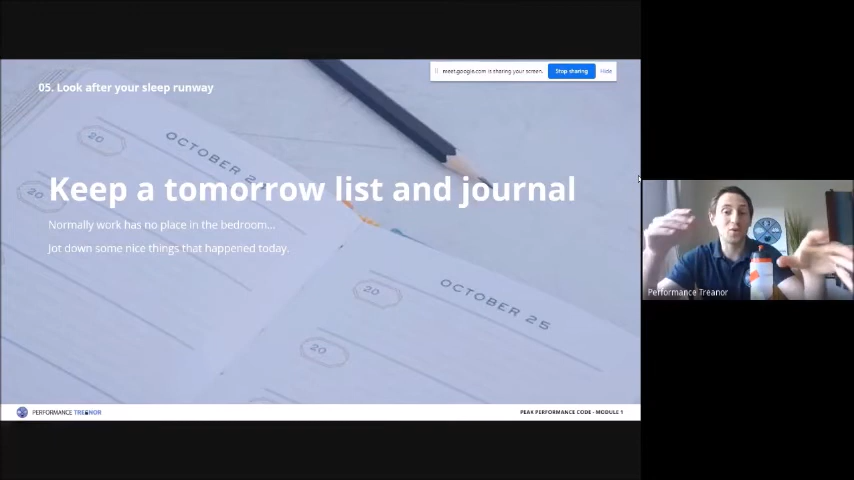 meet.google.com is sharing your screen.
Stop sharing
Hide
05. Look after your sleep runway
20
OCTOBER 2
20
Keep a tomorrow list and journal
Normally work has no place in the bedroom...
Jot down some nice things that happened today.
20
OCTOBER 25
20
Performance Treanor
PERFORMANCE TREANOR
PEAK PERFORMANCE CODE - MODULE 1